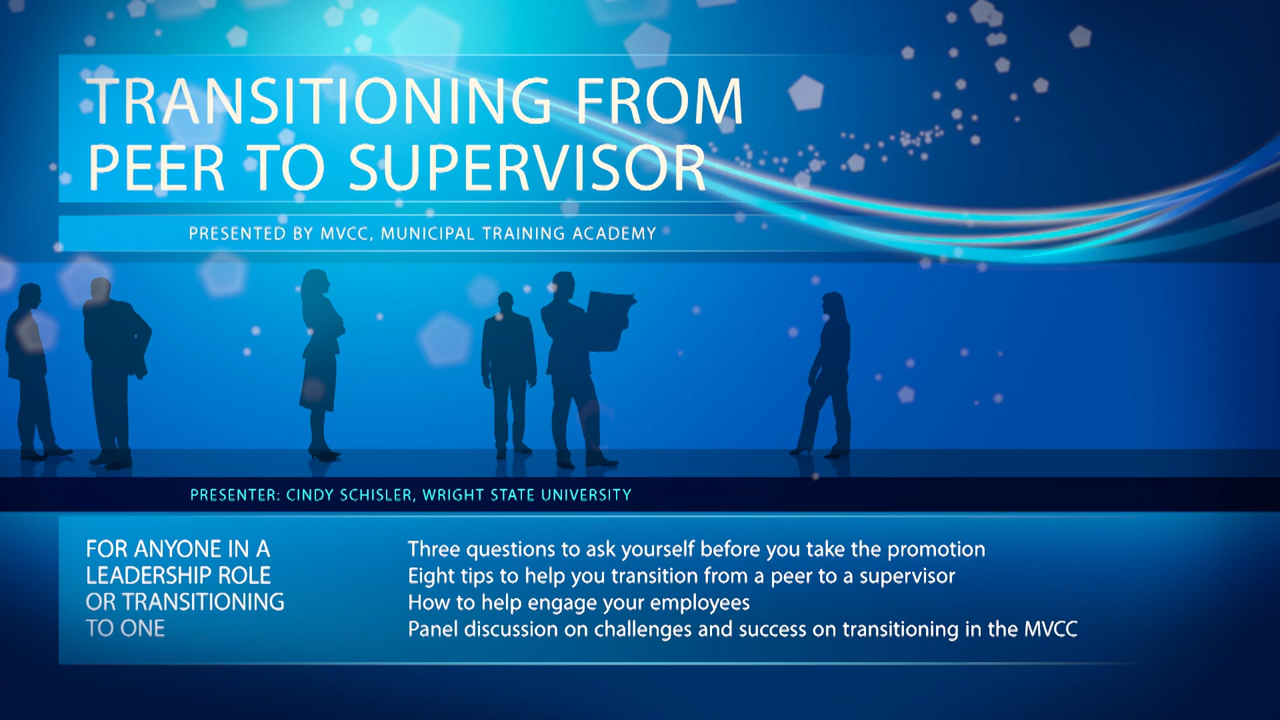 TRANSITIONING FROM
PEER TO SUPERVISOR
PRESENTED BY MVCC, MUNICIPAL TRAINING ACADEMY
PRESENTER: CINDY SCHISLER, WRIGHT STATE UNIVERSITY
FOR ANYONE IN A
LEADERSHIP ROLE
OR TRANSITIONING
TO ONE
Three questions to ask yourself before you take the promotion
Eight tips to help you transition from a peer to a supervisor
How to help engage your employees
Panel discussion on challenges and success on transitioning in the MVCC